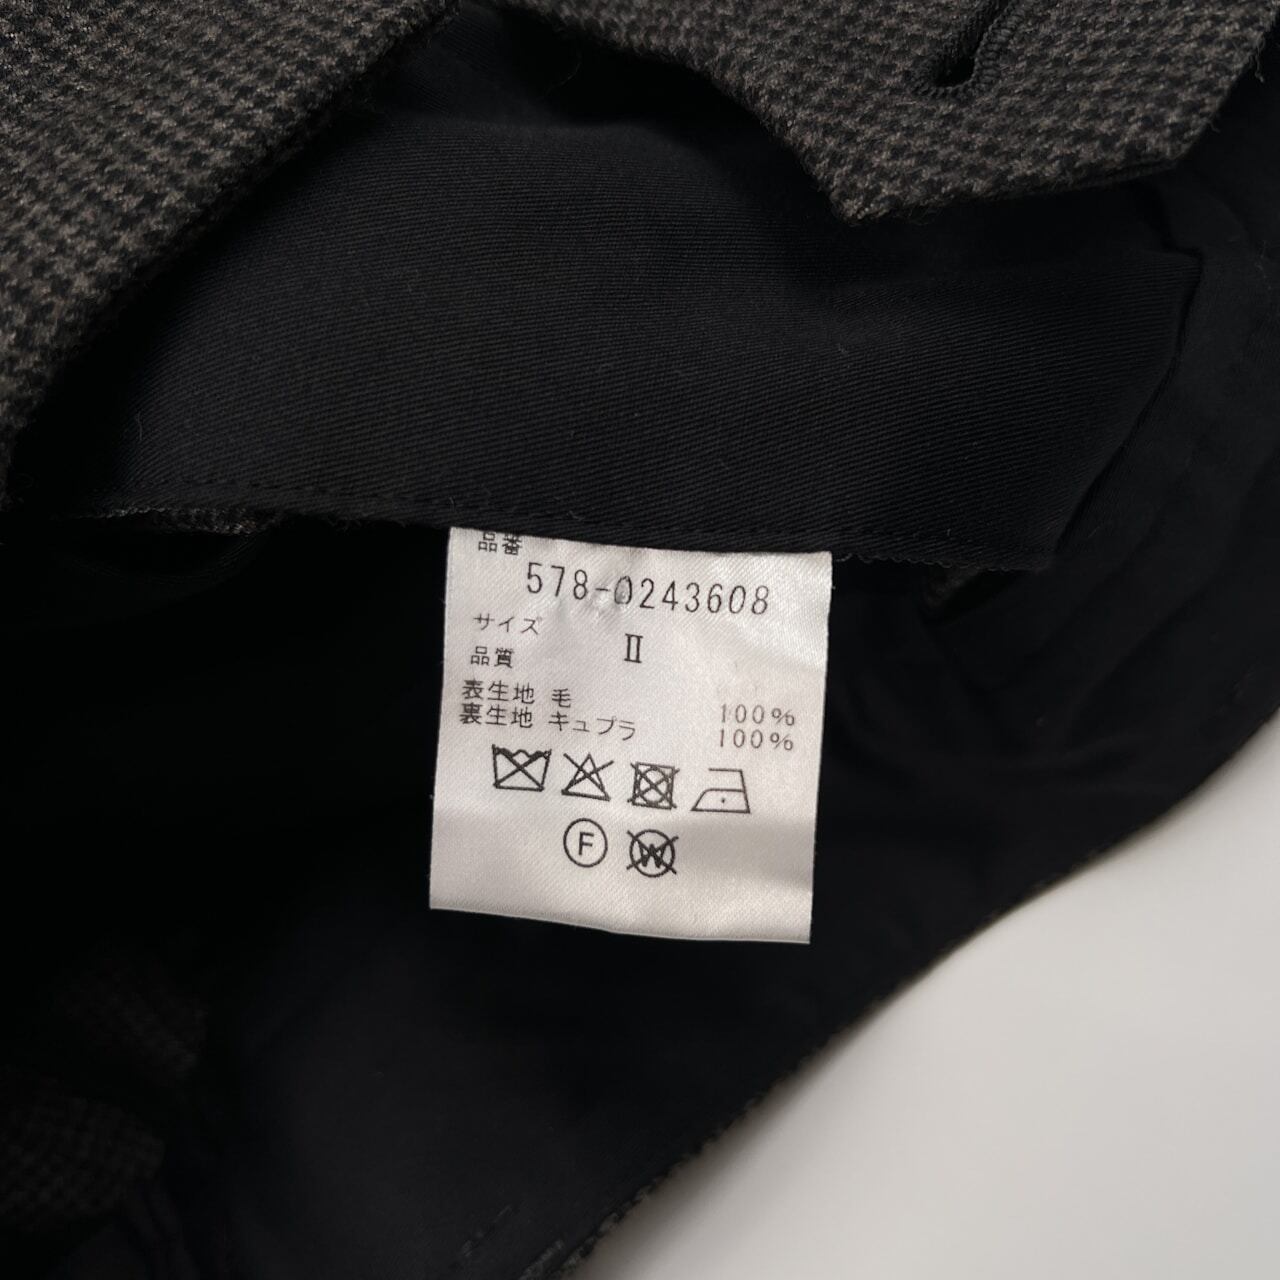 品番
578-0243608
サイズ II
品質
表生地 毛 100%
裏生地 キュプラ 100%
F W